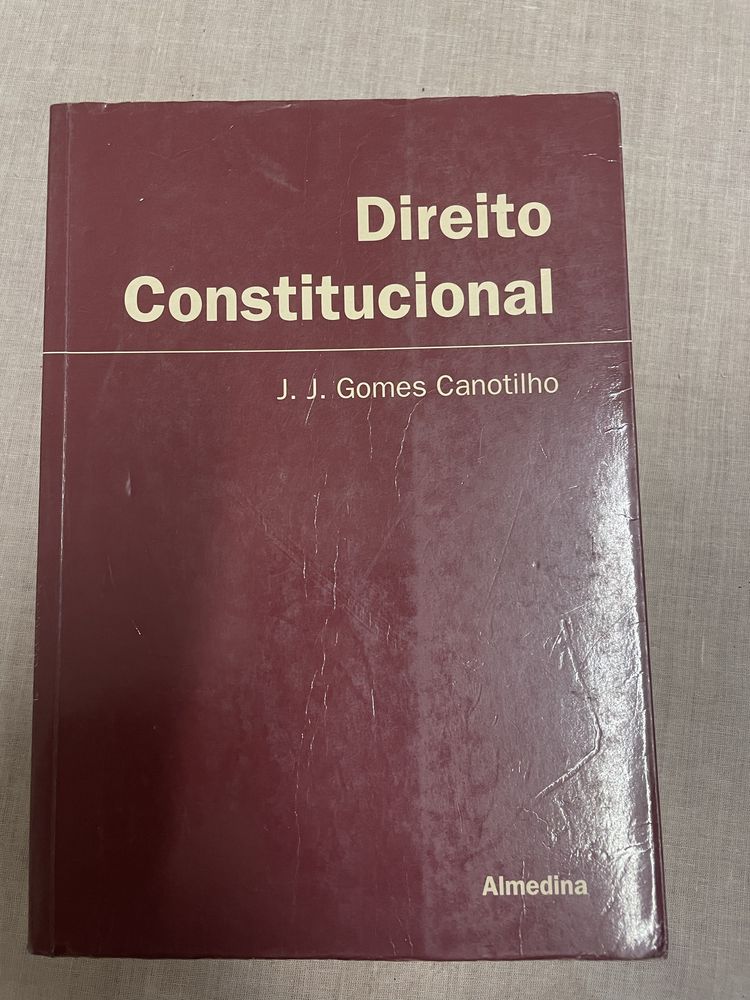 Direito
Constitucional
J. J. Gomes Canotilho
Almedina